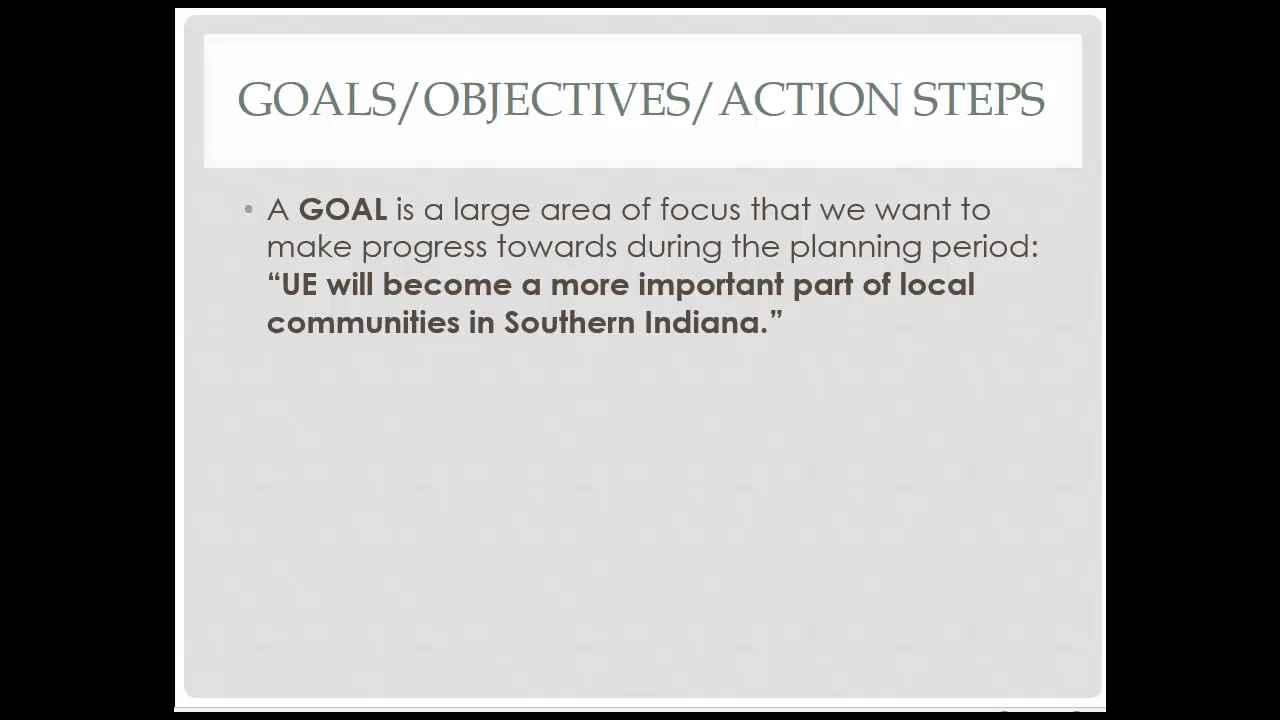 GOALS/OBJECTIVES/ACTION STEPS
• A GOAL is a large area of focus that we want to
make progress towards during the planning period:
“UE will become a more important part of local
communities in Southern Indiana.”